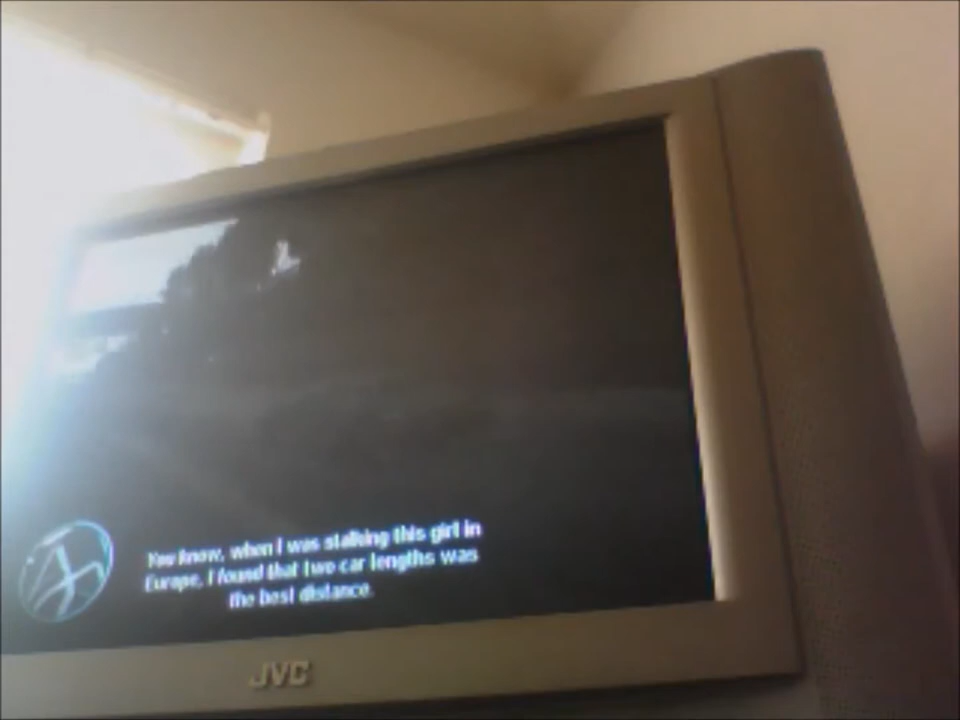 You know, when I was stalking this girl in
Europe, I found that two car lengths was
the best distance.
JVC